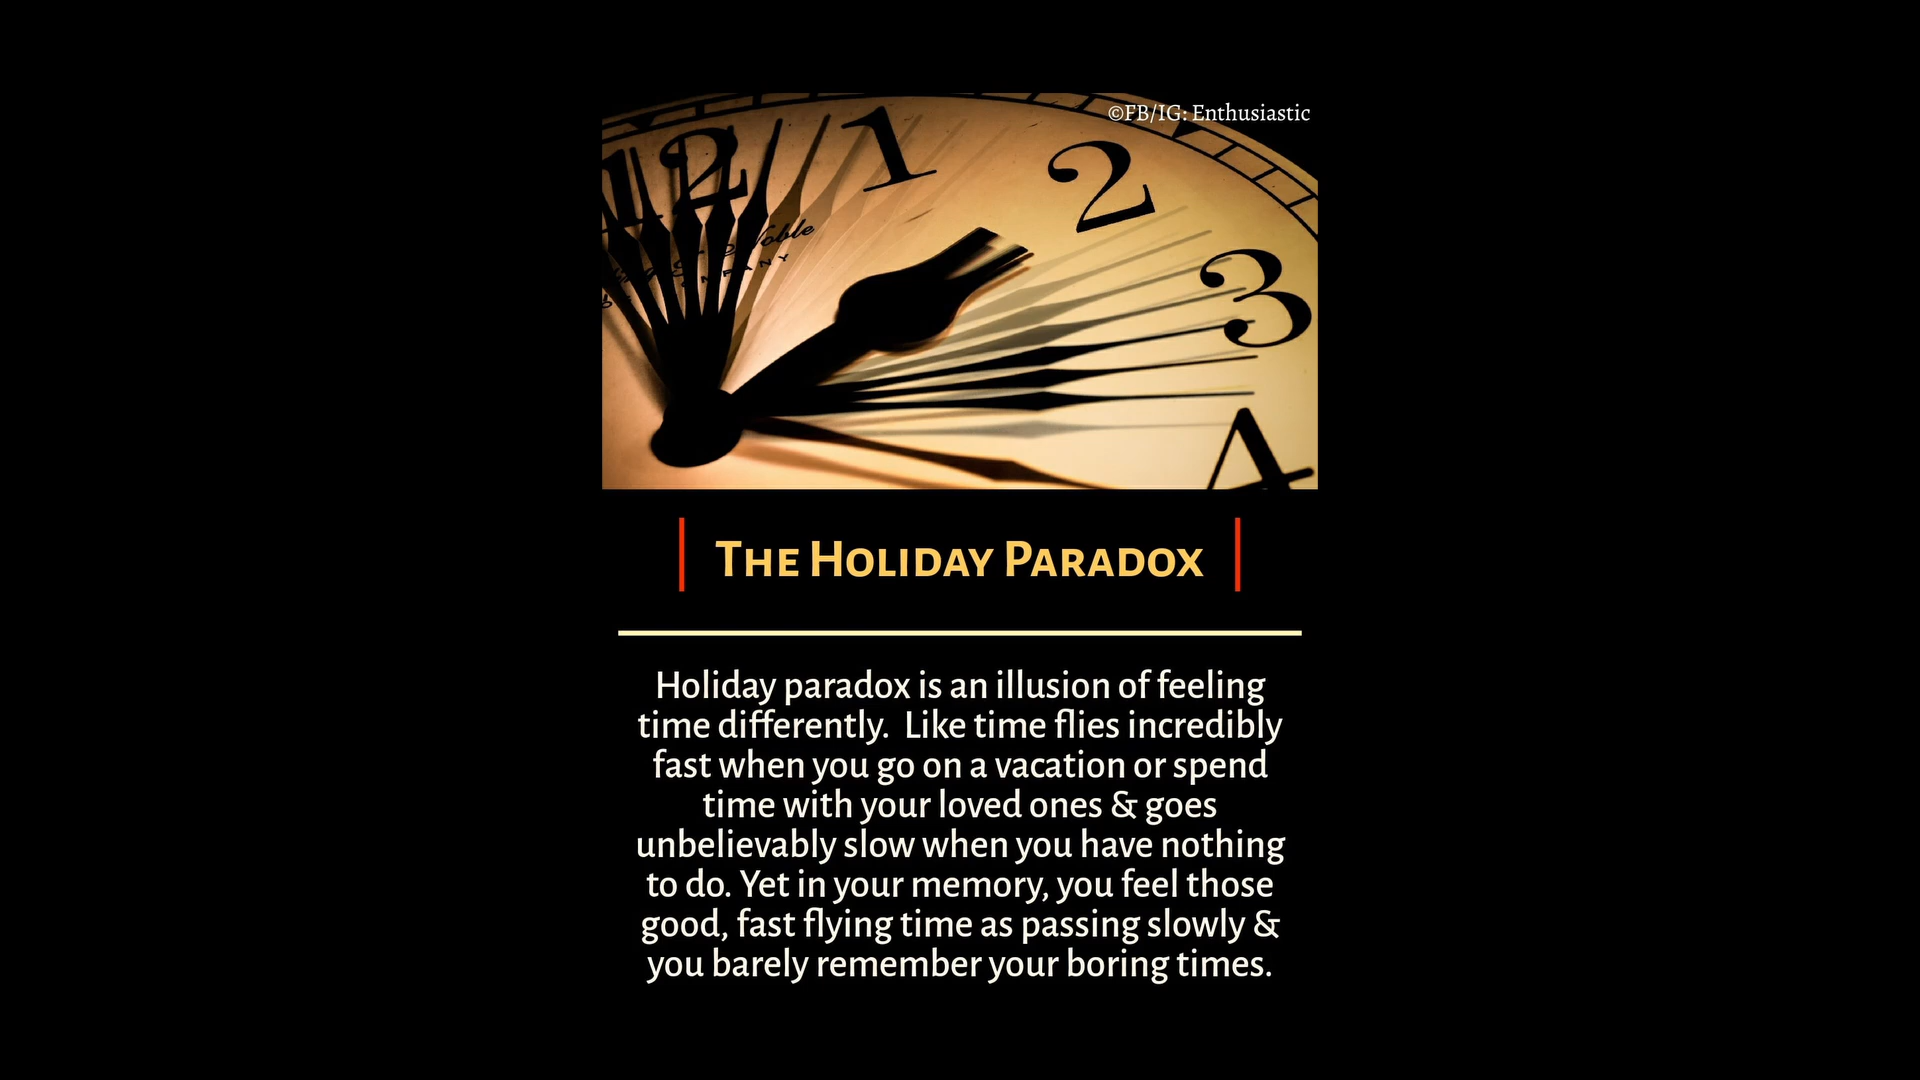 ©FB/IG: Enthusiastic
12 1 2
3
4
Noble
The Holiday Paradox
Holiday paradox is an illusion of feeling
time differently.  Like time flies incredibly
fast when you go on a vacation or spend
time with your loved ones & goes
unbelievably slow when you have nothing
to do. Yet in your memory, you feel those
good, fast flying time as passing slowly &
you barely remember your boring times.